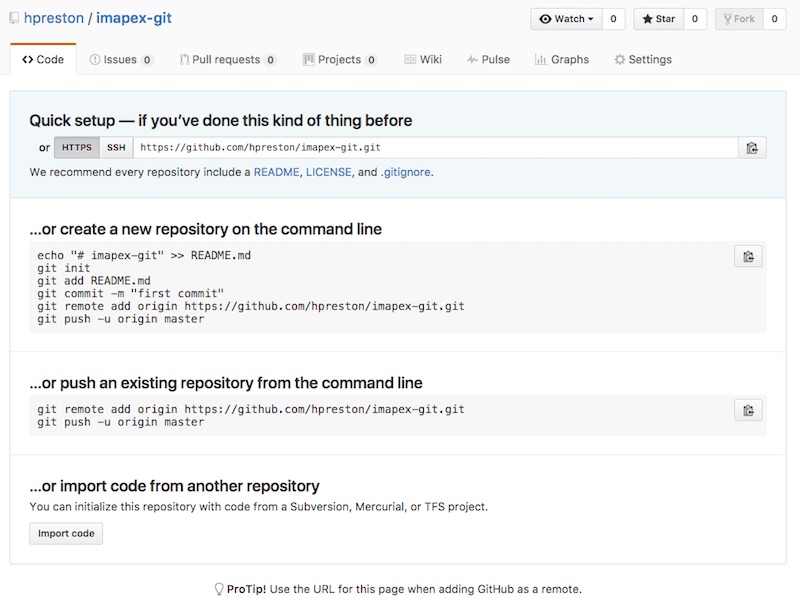 hpreston / imapex-git
Watch 0 Star 0 Fork 0
Code Issues 0 Pull requests 0 Projects 0 Wiki Pulse Graphs Settings
Quick setup — if you’ve done this kind of thing before
or HTTPS SSH https://github.com/hpreston/imapex-git.git
We recommend every repository include a README, LICENSE, and .gitignore.
…or create a new repository on the command line
echo "# imapex-git" >> README.md
git init
git add README.md
git commit -m "first commit"
git remote add origin https://github.com/hpreston/imapex-git.git
git push -u origin master
…or push an existing repository from the command line
git remote add origin https://github.com/hpreston/imapex-git.git
git push -u origin master
…or import code from another repository
You can initialize this repository with code from a Subversion, Mercurial, or TFS project.
Import code
ProTip! Use the URL for this page when adding GitHub as a remote.